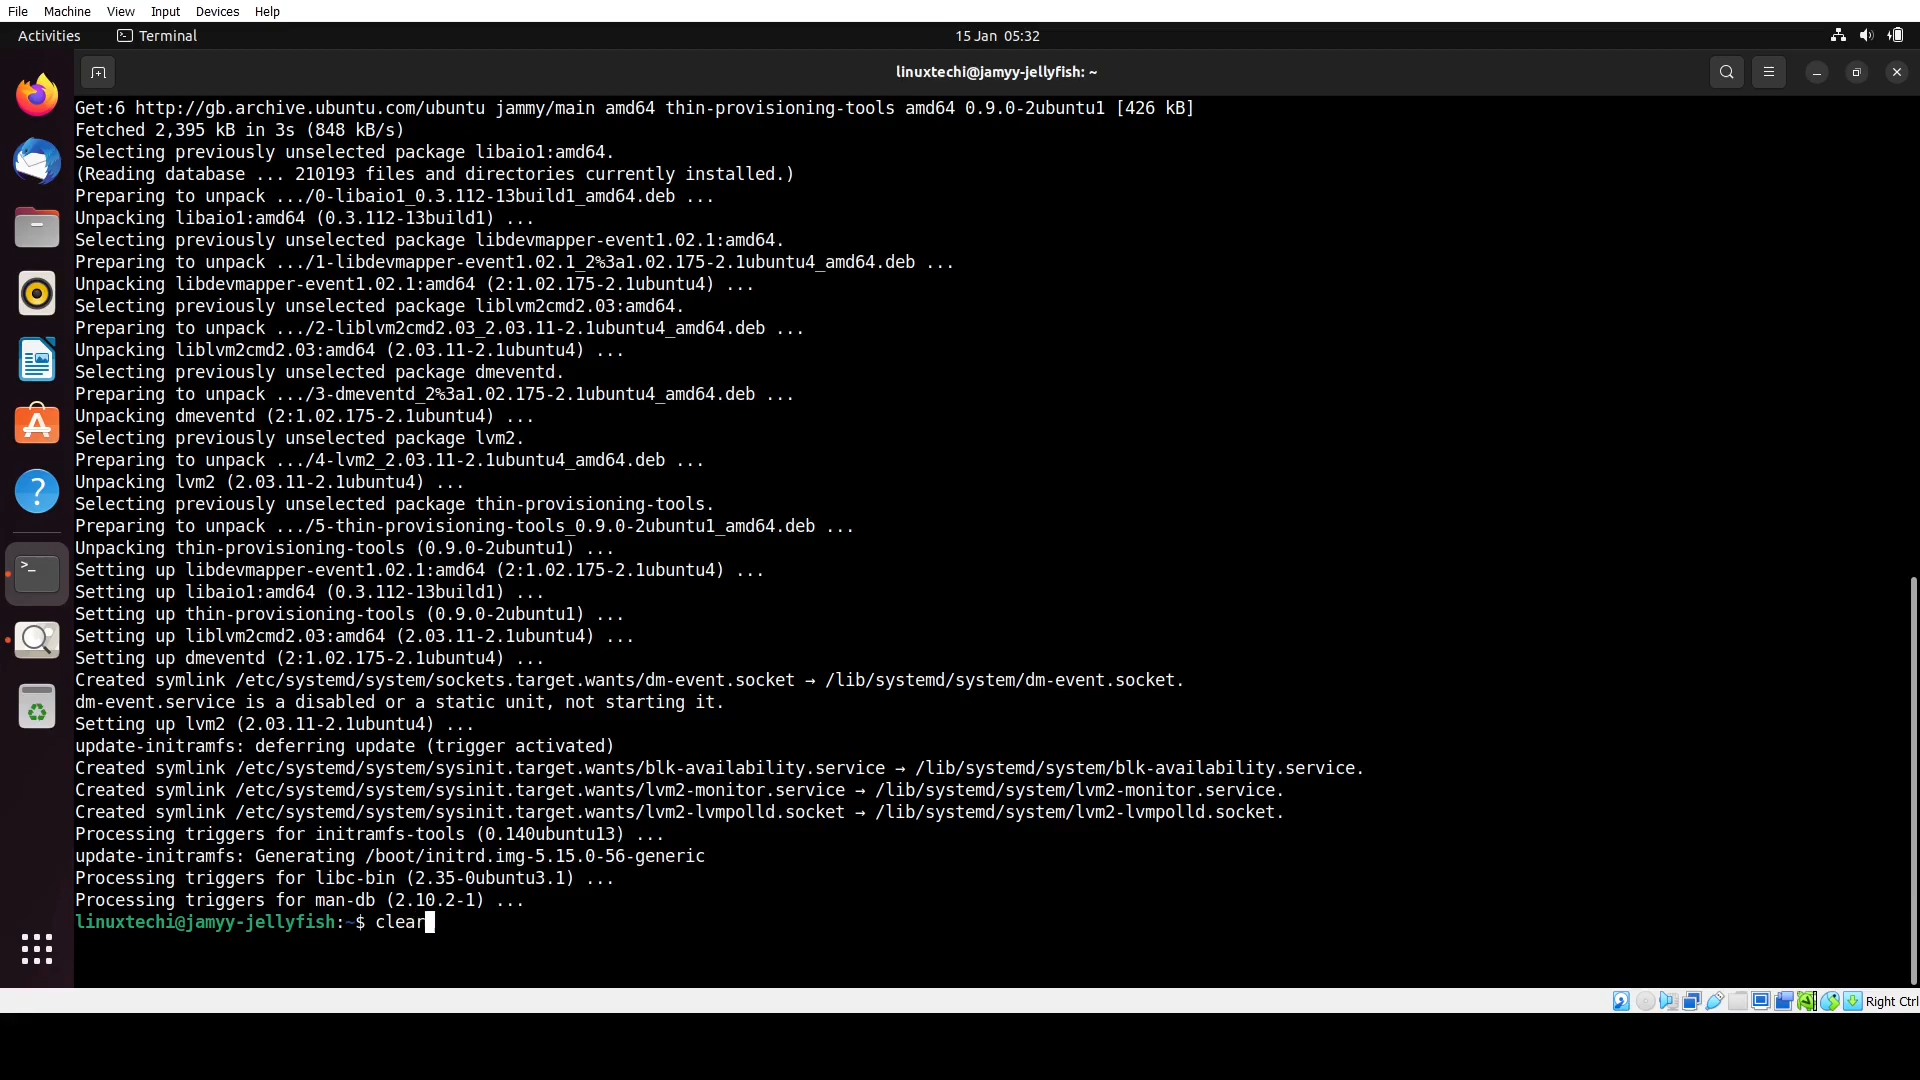 File Machine View Input Devices Help
Activities Terminal 15 Jan 05:32
linuxtechi@jamyy-jellyfish: ~
Get:6 http://gb.archive.ubuntu.com/ubuntu jammy/main amd64 thin-provisioning-tools amd64 0.9.0-2ubuntu1 [426 kB]
Fetched 2,395 kB in 3s (848 kB/s)
Selecting previously unselected package libaio1:amd64.
(Reading database ... 210193 files and directories currently installed.)
Preparing to unpack .../0-libaio1_0.3.112-13build1_amd64.deb ...
Unpacking libaio1:amd64 (0.3.112-13build1) ...
Selecting previously unselected package libdevmapper-event1.02.1:amd64.
Preparing to unpack .../1-libdevmapper-event1.02.1_2%3a1.02.175-2.1ubuntu4_amd64.deb ...
Unpacking libdevmapper-event1.02.1:amd64 (2:1.02.175-2.1ubuntu4) ...
Selecting previously unselected package liblvm2cmd2.03:amd64.
Preparing to unpack .../2-liblvm2cmd2.03_2.03.11-2.1ubuntu4_amd64.deb ...
Unpacking liblvm2cmd2.03:amd64 (2.03.11-2.1ubuntu4) ...
Selecting previously unselected package dmeventd.
Preparing to unpack .../3-dmeventd_2%3a1.02.175-2.1ubuntu4_amd64.deb ...
Unpacking dmeventd (2:1.02.175-2.1ubuntu4) ...
Selecting previously unselected package lvm2.
Preparing to unpack .../4-lvm2_2.03.11-2.1ubuntu4_amd64.deb ...
Unpacking lvm2 (2.03.11-2.1ubuntu4) ...
Selecting previously unselected package thin-provisioning-tools.
Preparing to unpack .../5-thin-provisioning-tools_0.9.0-2ubuntu1_amd64.deb ...
Unpacking thin-provisioning-tools (0.9.0-2ubuntu1) ...
Setting up libdevmapper-event1.02.1:amd64 (2:1.02.175-2.1ubuntu4) ...
Setting up libaio1:amd64 (0.3.112-13build1) ...
Setting up thin-provisioning-tools (0.9.0-2ubuntu1) ...
Setting up liblvm2cmd2.03:amd64 (2.03.11-2.1ubuntu4) ...
Setting up dmeventd (2:1.02.175-2.1ubuntu4) ...
Created symlink /etc/systemd/system/sockets.target.wants/dm-event.socket → /lib/systemd/system/dm-event.socket.
dm-event.service is a disabled or a static unit, not starting it.
Setting up lvm2 (2.03.11-2.1ubuntu4) ...
update-initramfs: deferring update (trigger activated)
Created symlink /etc/systemd/system/sysinit.target.wants/blk-availability.service → /lib/systemd/system/blk-availability.service.
Created symlink /etc/systemd/system/sysinit.target.wants/lvm2-monitor.service → /lib/systemd/system/lvm2-monitor.service.
Created symlink /etc/systemd/system/sysinit.target.wants/lvm2-lvmpolld.socket → /lib/systemd/system/lvm2-lvmpolld.socket.
Processing triggers for initramfs-tools (0.140ubuntu13) ...
update-initramfs: Generating /boot/initrd.img-5.15.0-56-generic
Processing triggers for libc-bin (2.35-0ubuntu3.1) ...
Processing triggers for man-db (2.10.2-1) ...
linuxtechi@jamyy-jellyfish:~$ clear
Right Ctrl